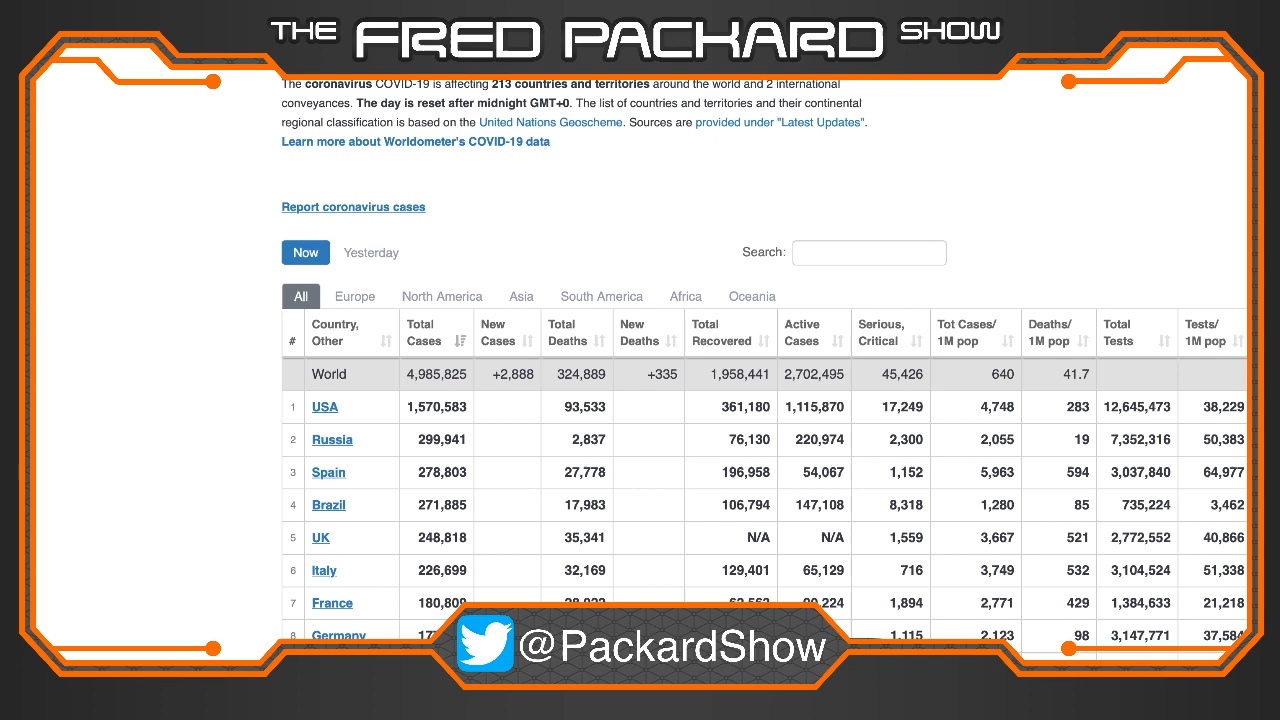 THE FRED PACKARD SHOW
The coronavirus COVID-19 is affecting 213 countries and territories around the world and 2 international
conveyances. The day is reset after midnight GMT+0. The list of countries and territories and their continental
regional classification is based on the United Nations Geoscheme. Sources are provided under "Latest Updates".
Learn more about Worldometer's COVID-19 data
Report coronavirus cases
Now Yesterday Search:
All Europe North America Asia South America Africa Oceania
Country, Total New Total New Total Active Serious, Tot Cases/ Deaths/ Total Tests/
# Other Cases Cases Deaths Deaths Recovered Cases Critical 1M pop 1M pop Tests 1M pop
World 4,985,825 +2,888 324,889 +335 1,958,441 2,702,495 45,426 640 41.7
1 USA 1,570,583 93,533 361,180 1,115,870 17,249 4,748 283 12,645,473 38,229
2 Russia 299,941 2,837 76,130 220,974 2,300 2,055 19 7,352,316 50,383
3 Spain 278,803 27,778 196,958 54,067 1,152 5,963 594 3,037,840 64,977
4 Brazil 271,885 17,983 106,794 147,108 8,318 1,280 85 735,224 3,462
5 UK 248,818 35,341 N/A N/A 1,559 3,667 521 2,772,552 40,866
6 Italy 226,699 32,169 129,401 65,129 716 3,749 532 3,104,524 51,338
7 France 180,809 1,894 2,771 429 1,384,633 21,218
8 Germany 1,115 2,123 98 3,147,771 37,584
@PackardShow